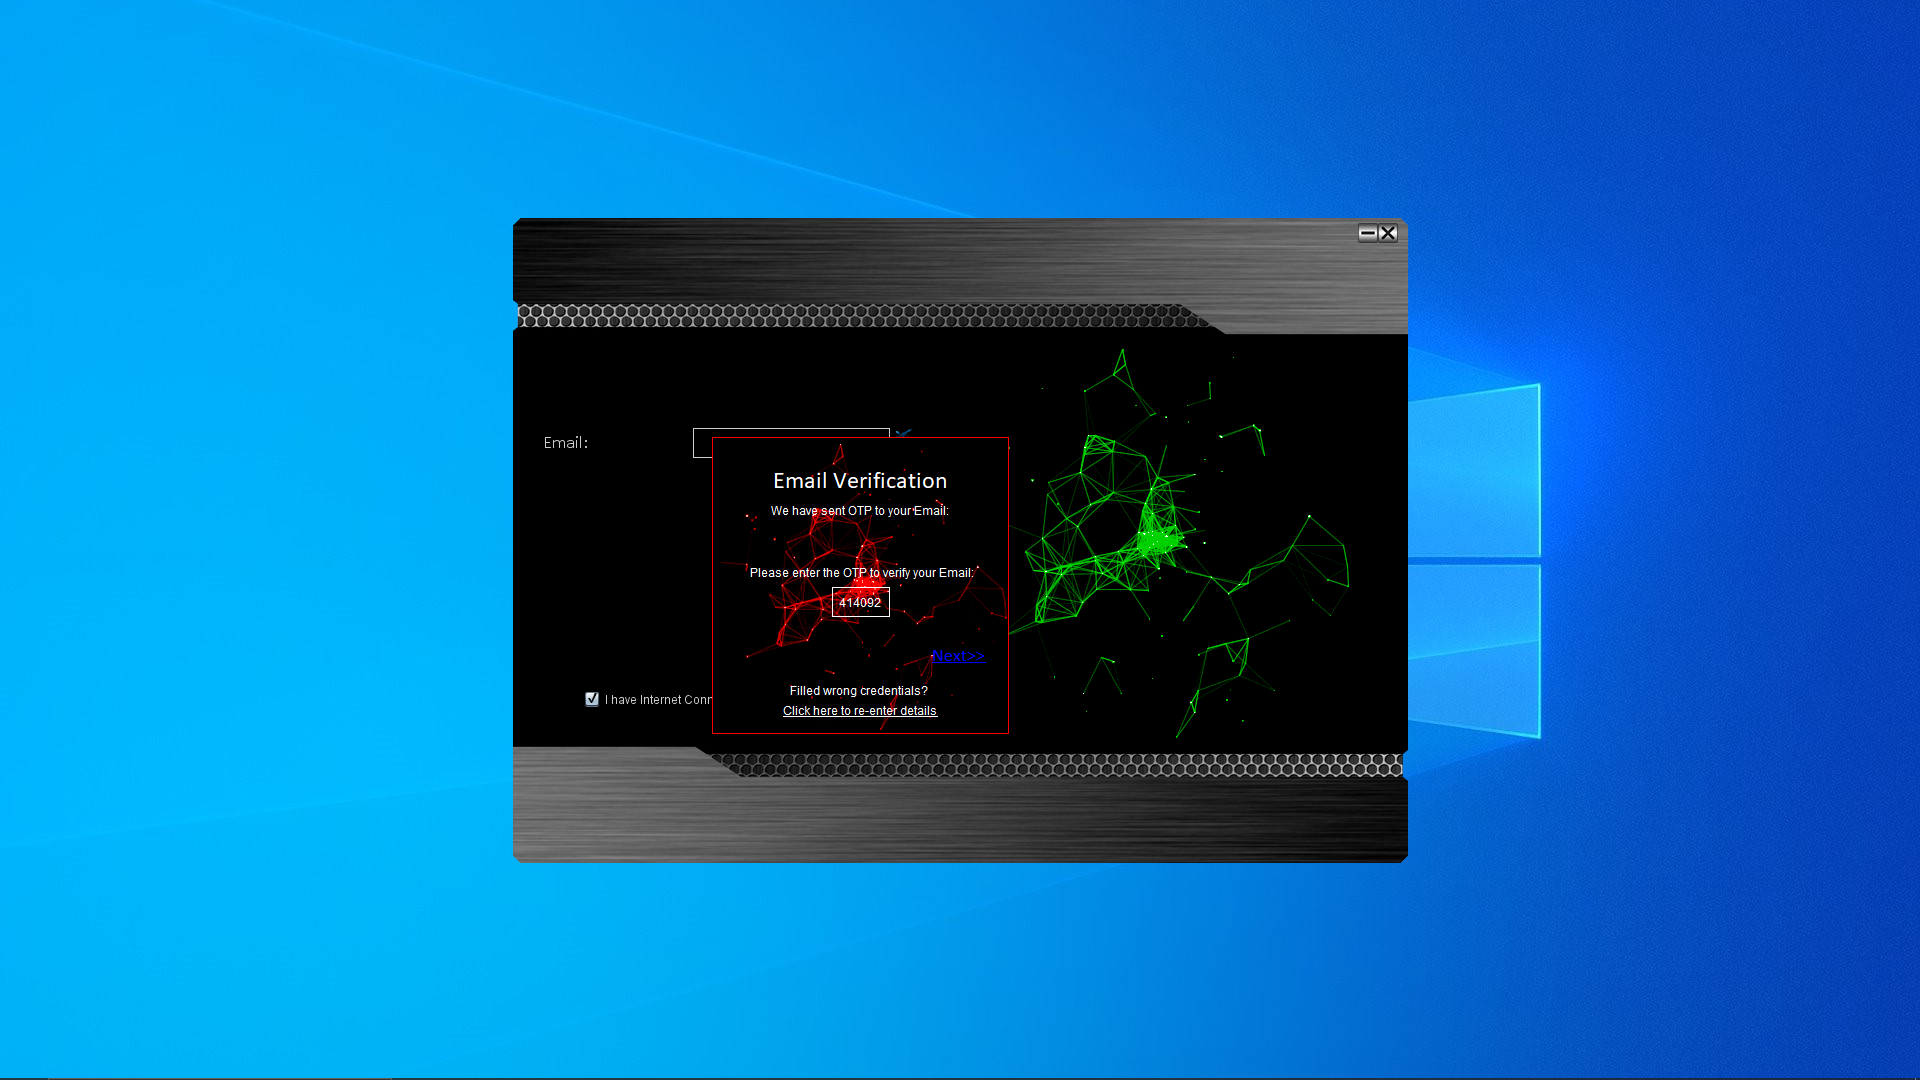 Email:
Email Verification
We have sent OTP to your Email:
Please enter the OTP to verify your Email:
414092
Next>>
I have Internet Conn
Filled wrong credentials?
Click here to re-enter details